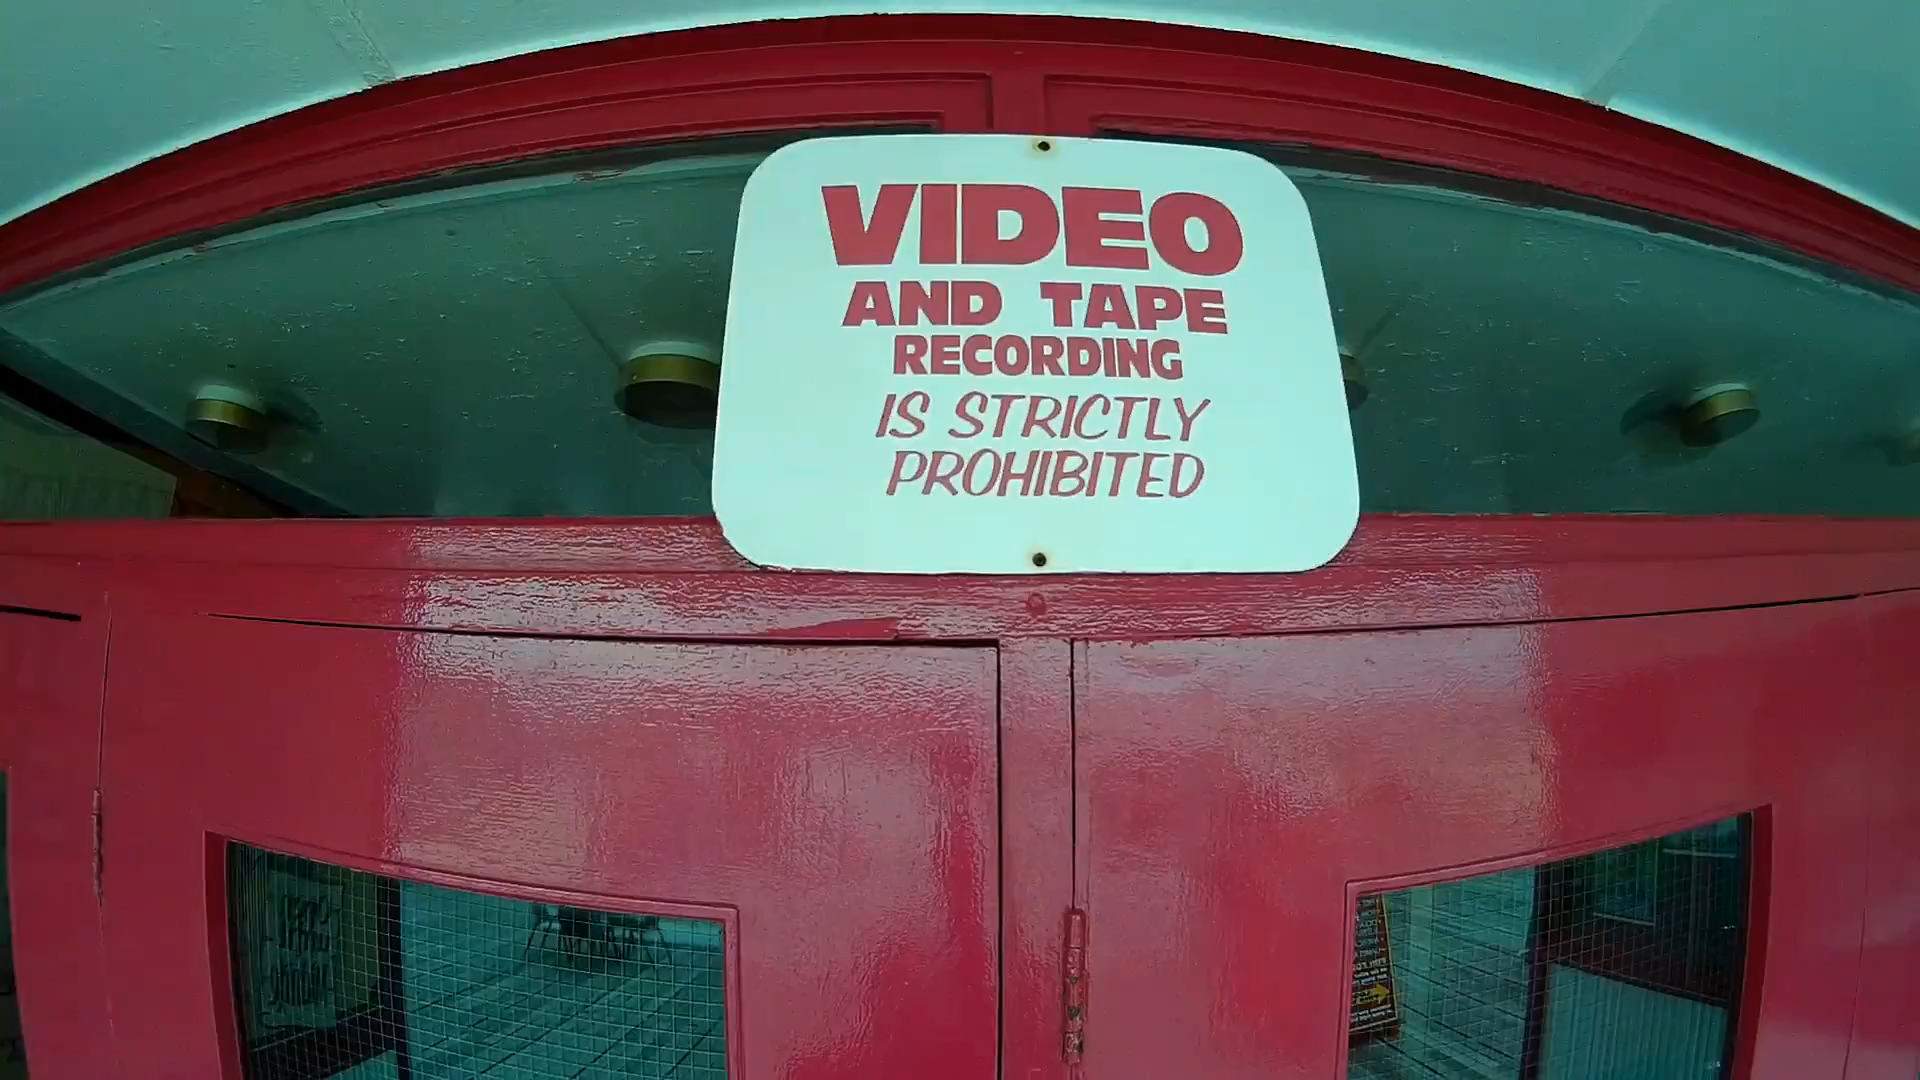 VIDEO
AND TAPE
RECORDING
IS STRICTLY
PROHIBITED